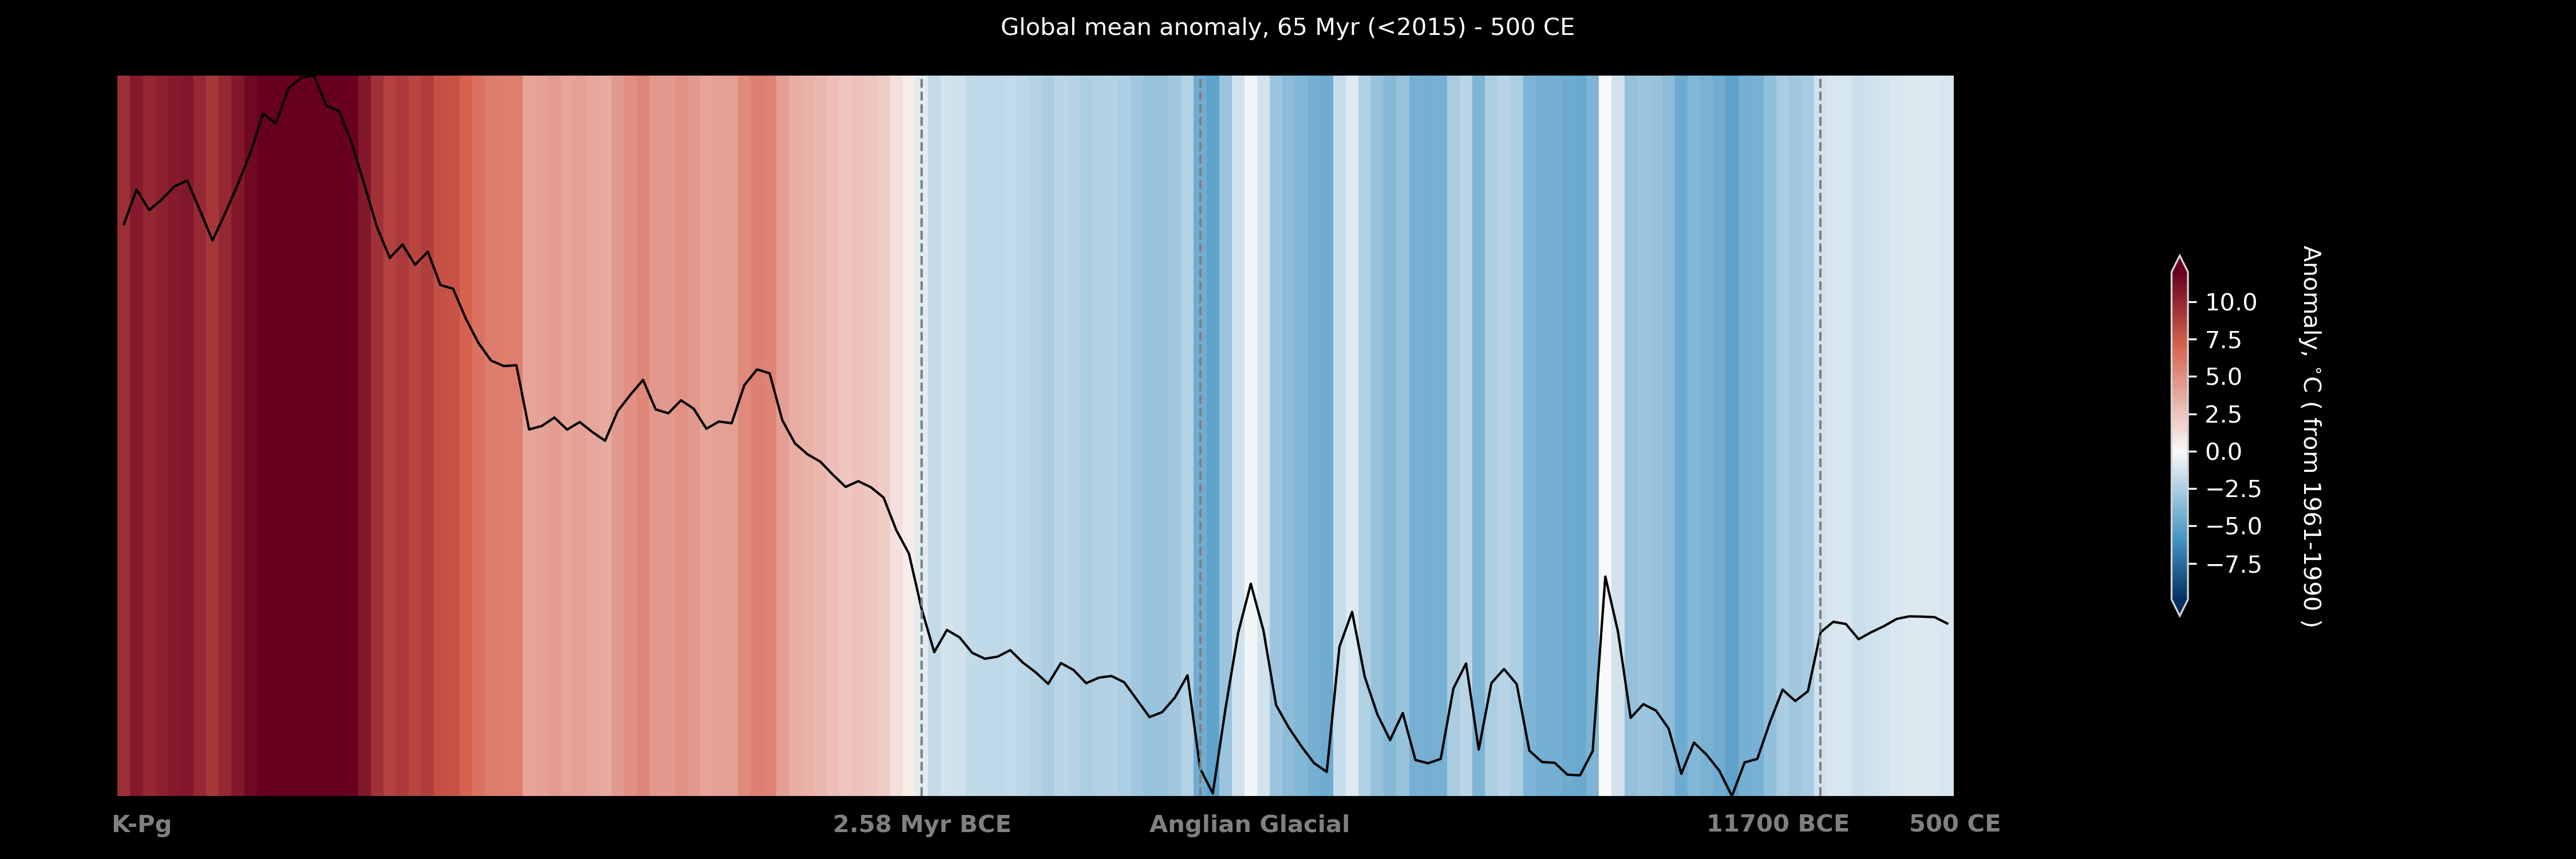 Global mean anomaly, 65 Myr (<2015) - 500 CE
10.0
7.5
5.0
2.5
0.0
−2.5
−5.0
−7.5
Anomaly, °C ( from 1961-1990 )
K-Pg
2.58 Myr BCE
Anglian Glacial
11700 BCE
500 CE